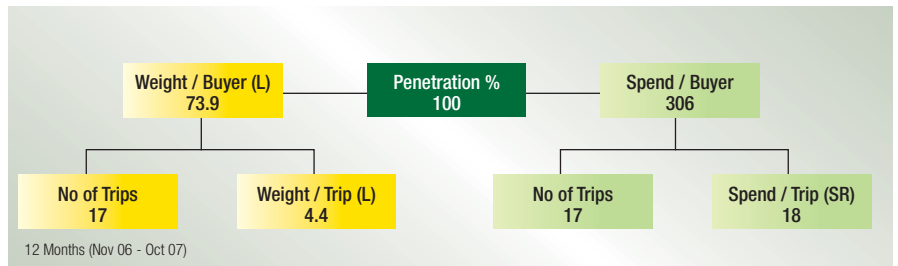 Weight / Buyer (L)
73.9
Penetration %
100
Spend / Buyer
306
No of Trips
17
Weight / Trip (L)
4.4
No of Trips
17
Spend / Trip (SR)
18
12 Months (Nov 06 - Oct 07)